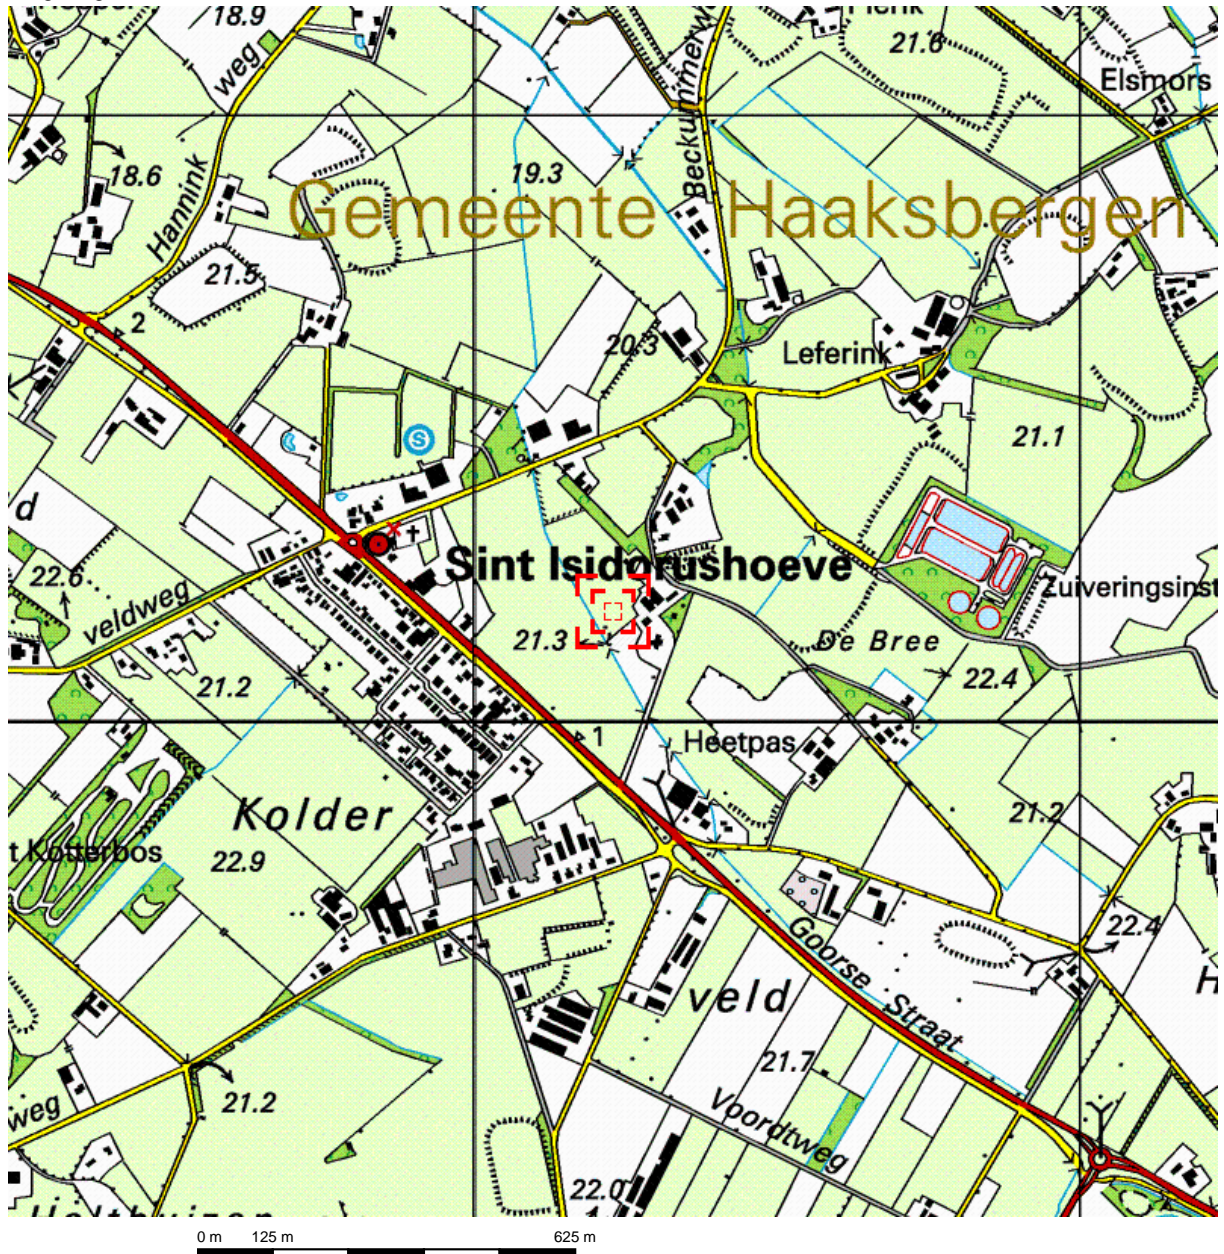 18.9
21.6
Elsmors
weg
Beckummerw
18.6
19.3
Hannink
Gemeente Haaksbergen
21.5
2
20.3
Leferink
21.1
S
d
Sint Isidorushoeve
22.6
veldweg
Zuiveringsinst
21.3
De Bree
21.2
22.4
1
Heetpas
Kolder
21.2
t Kotterbos
22.9
22.4
Goorse Straat
H
veld
21.7
21.2
weg
Voordtweg
22.0
0 m 125 m 625 m